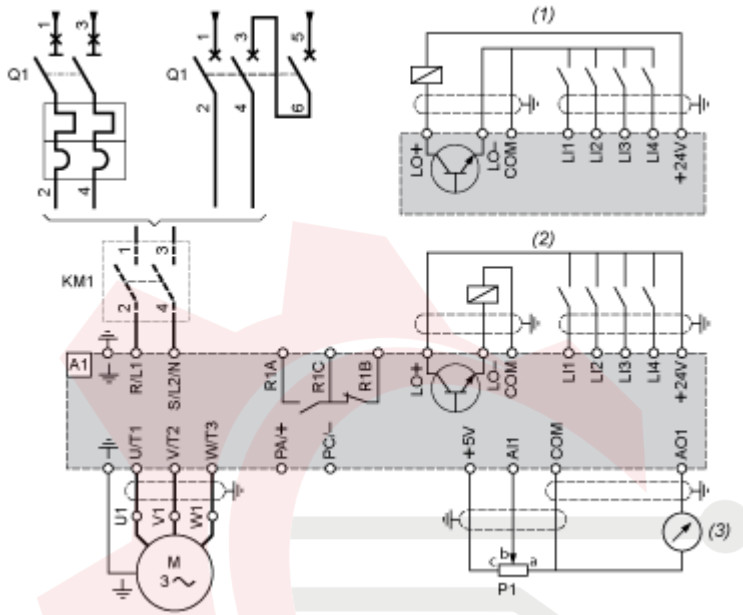 1
3
1
3
5
(1)
Q1
Q1
2
4
6
2
4
LO+
LO-
COM
LI1
LI2
LI3
LI4
+24V
1
3
(2)
KM1
2
4
A1
R/L1
S/L2/N
R1A
R1C
R1B
LO+
LO-
COM
LI1
LI2
LI3
LI4
+24V
U/T1
V/T2
W/T3
PA/+
PC/–
+5V
AI1
COM
AO1
U1
V1
W1
(3)
M
3
c
b
a
P1